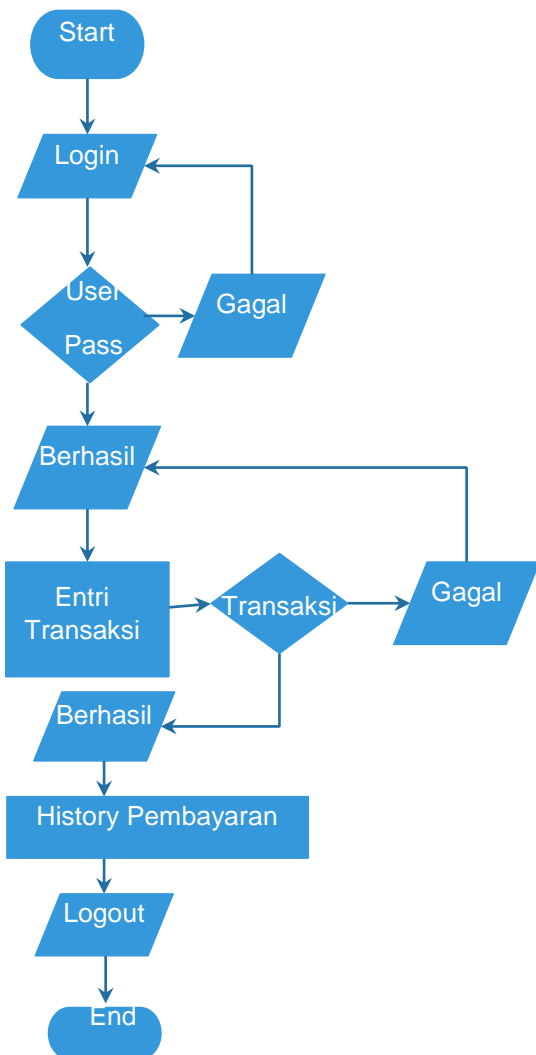 Start
Login
User
Pass
Gagal
Berhasil
Entri
Transaksi
Transaksi
Gagal
Berhasil
History Pembayaran
Logout
End